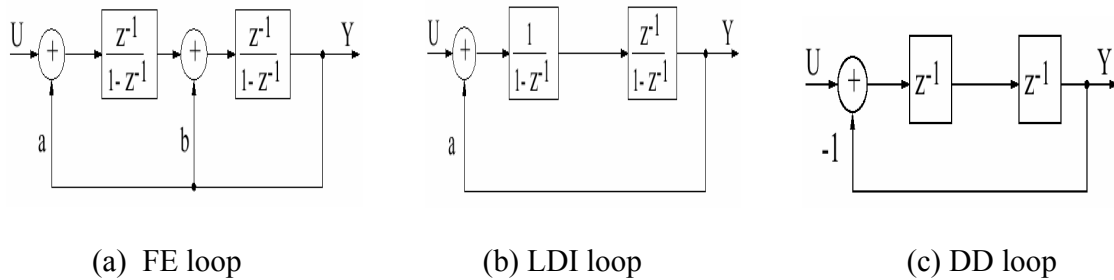 U + z⁻¹ / 1- z⁻¹ + z⁻¹ / 1- z⁻¹ Y
a b
(a) FE loop
U + 1 / 1- z⁻¹ z⁻¹ / 1- z⁻¹ Y
a
(b) LDI loop
U + z⁻¹ z⁻¹ Y
-1
(c) DD loop